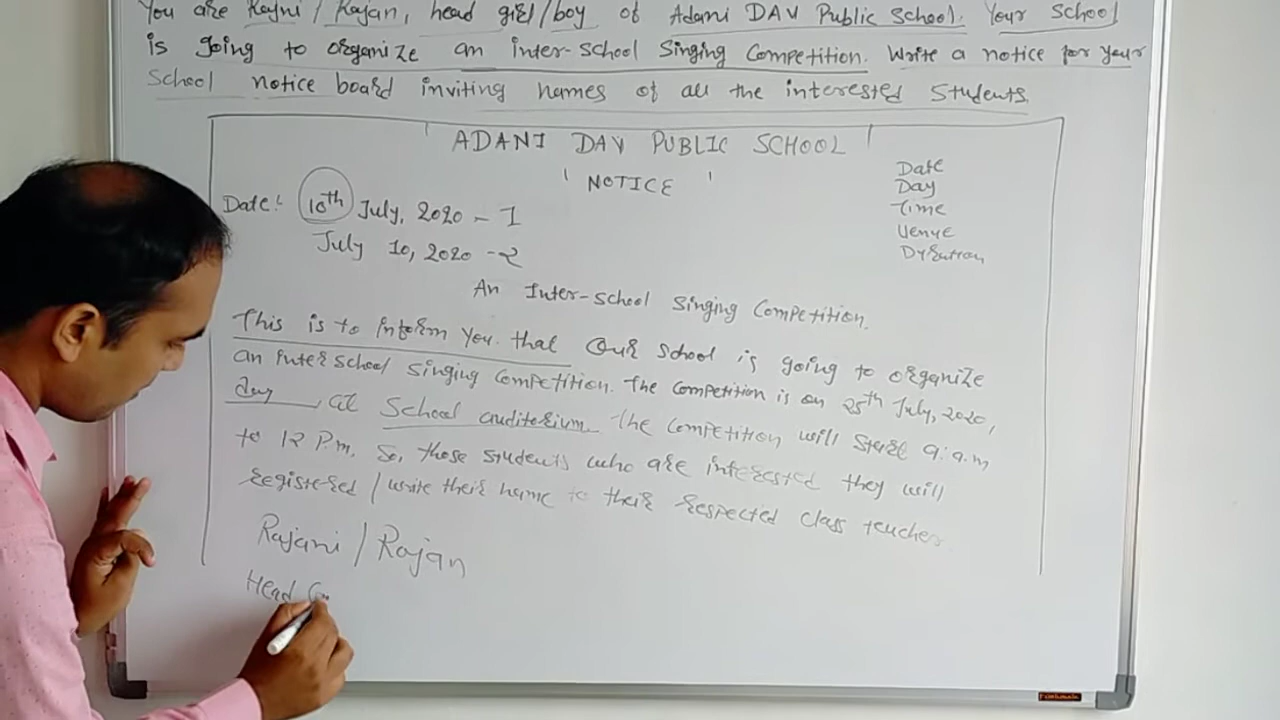 You are Rajni / Rajan, head girl/boy of Adani DAV Public School. Your School
is going to organize an inter-school Singing Competition. Write a notice for your
School notice board inviting names of all the interested Students.
ADANI DAV PUBLIC SCHOOL
' NOTICE '
Date:- 10th July, 2020 - 1
July 10, 2020 - 2
Date
Day
Time
Venue
Duration
An Inter-school Singing Competition.
This is to inform you that Our School is going to organize
an inter school singing competition. The competition is on 25th July, 2020,
day, at School auditorium. The competition will start 9:a.m
to 12 P.m. So, those students who are interested they will
registered / write their name to their respected class teacher
Rajani / Rajan
Head